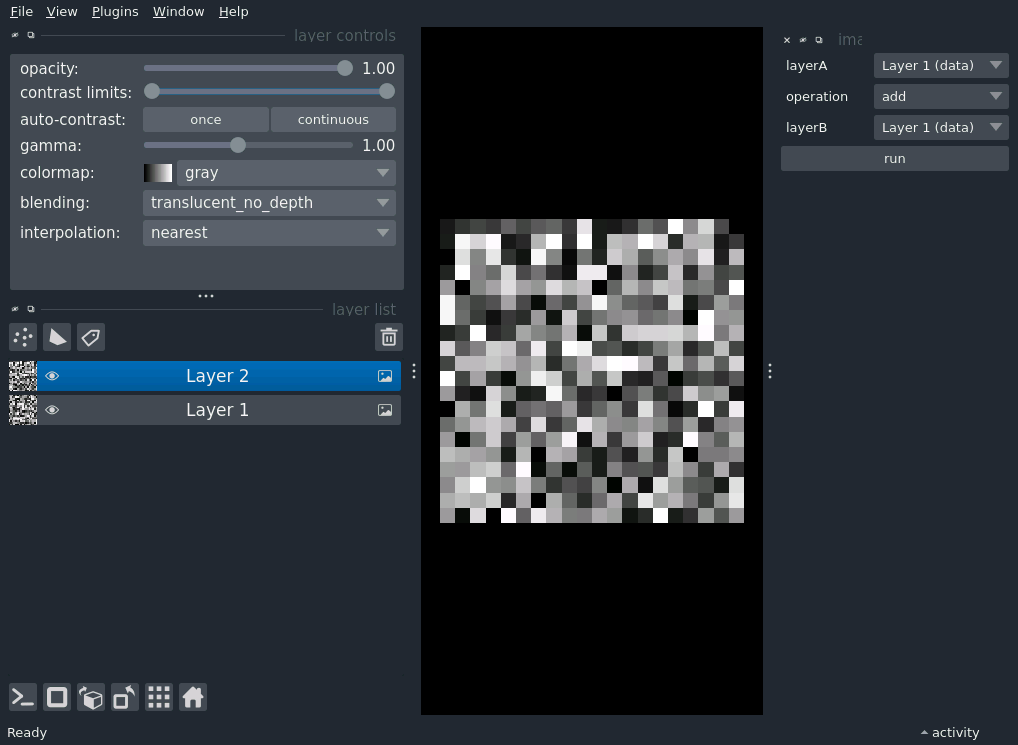 File View Plugins Window Help
layer controls
opacity: 1.00
contrast limits:
auto-contrast: once continuous
gamma: 1.00
colormap: gray
blending: translucent_no_depth
interpolation: nearest
layer list
Layer 2
Layer 1
ima
layerA Layer 1 (data)
operation add
layerB Layer 1 (data)
run
Ready
activity